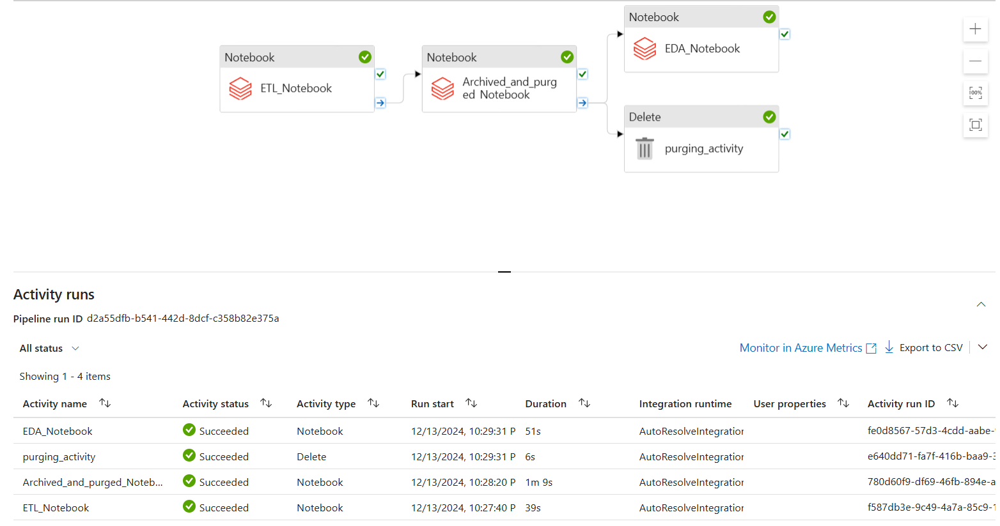 Notebook
EDA_Notebook
Notebook
ETL_Notebook
Notebook
Archived_and_purg
ed Notebook
Delete
purging_activity
100%
Activity runs
Pipeline run ID d2a55dfb-b541-442d-8dcf-c358b82e375a
All status
Monitor in Azure Metrics Export to CSV
Showing 1 - 4 items
Activity name Activity status Activity type Run start Duration Integration runtime User properties Activity run ID
EDA_Notebook Succeeded Notebook 12/13/2024, 10:29:31 P 51s AutoResolveIntegration fe0d8567-57d3-4cdd-aabe-
purging_activity Succeeded Delete 12/13/2024, 10:29:31 P 6s AutoResolveIntegration e640dd71-fa7f-416b-baa9-3
Archived_and_purged_Noteb... Succeeded Notebook 12/13/2024, 10:28:20 P 1m 9s AutoResolveIntegration 780d60f9-df69-46fb-894e-a
ETL_Notebook Succeeded Notebook 12/13/2024, 10:27:40 P 39s AutoResolveIntegration f587db3e-9c49-4a7a-85c9-1